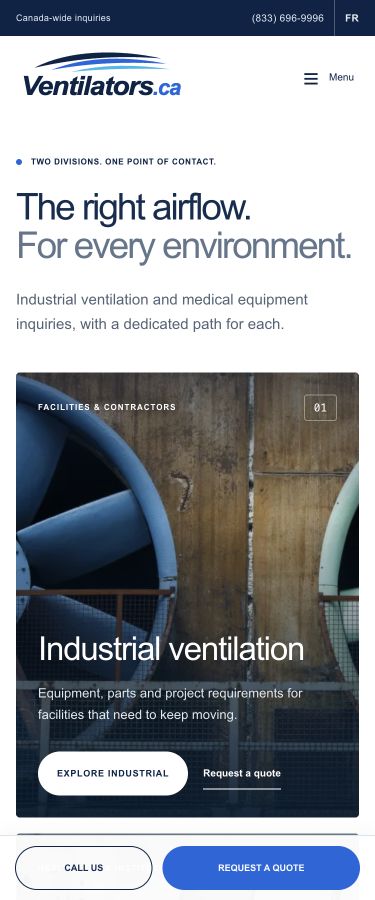 Canada-wide inquiries
(833) 696-9996
FR
Ventilators.ca
Menu
TWO DIVISIONS. ONE POINT OF CONTACT.
The right airflow.
For every environment.
Industrial ventilation and medical equipment
inquiries, with a dedicated path for each.
FACILITIES & CONTRACTORS
01
Industrial ventilation
Equipment, parts and project requirements for
facilities that need to keep moving.
EXPLORE INDUSTRIAL
Request a quote
CALL US
REQUEST A QUOTE